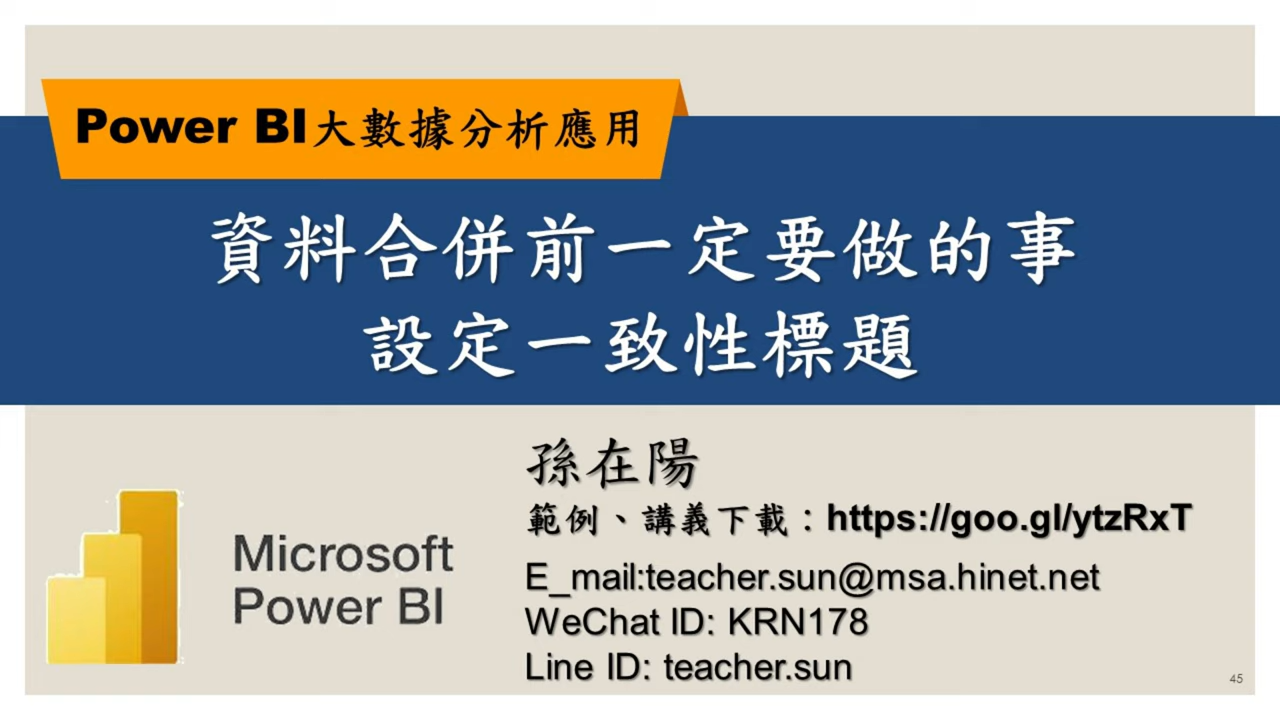 Power BI大數據分析應用
資料合併前一定要做的事
設定一致性標題
孫在陽
範例、講義下載：https://goo.gl/ytzRxT
E_mail:teacher.sun@msa.hinet.net
WeChat ID: KRN178
Line ID: teacher.sun
Microsoft
Power BI
45